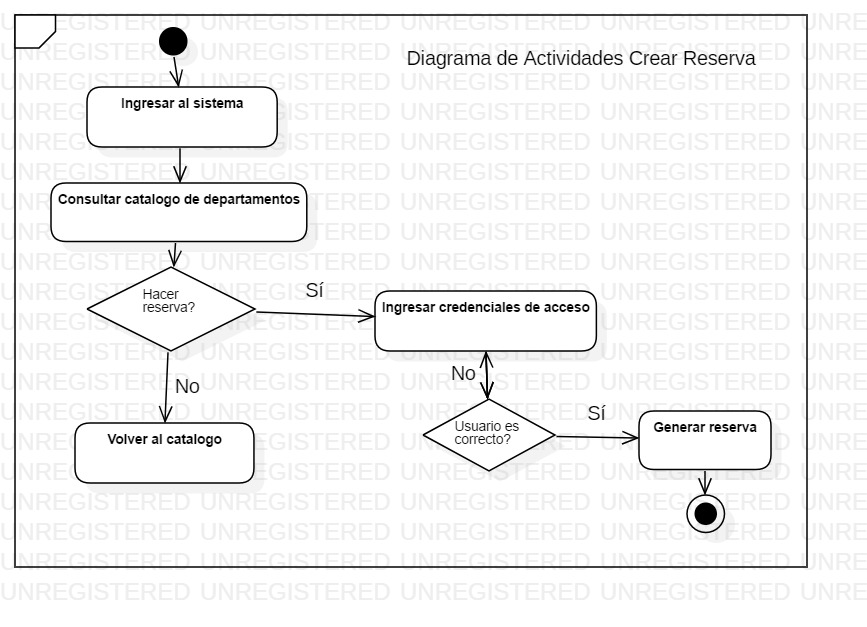 Diagrama de Actividades Crear Reserva
Ingresar al sistema
Consultar catalogo de departamentos
Hacer
reserva?
Sí
Ingresar credenciales de acceso
No
Volver al catalogo
No
Usuario es
correcto?
Sí
Generar reserva
UNREGISTERED UNREGISTERED UNREGISTERED UNREGISTERED